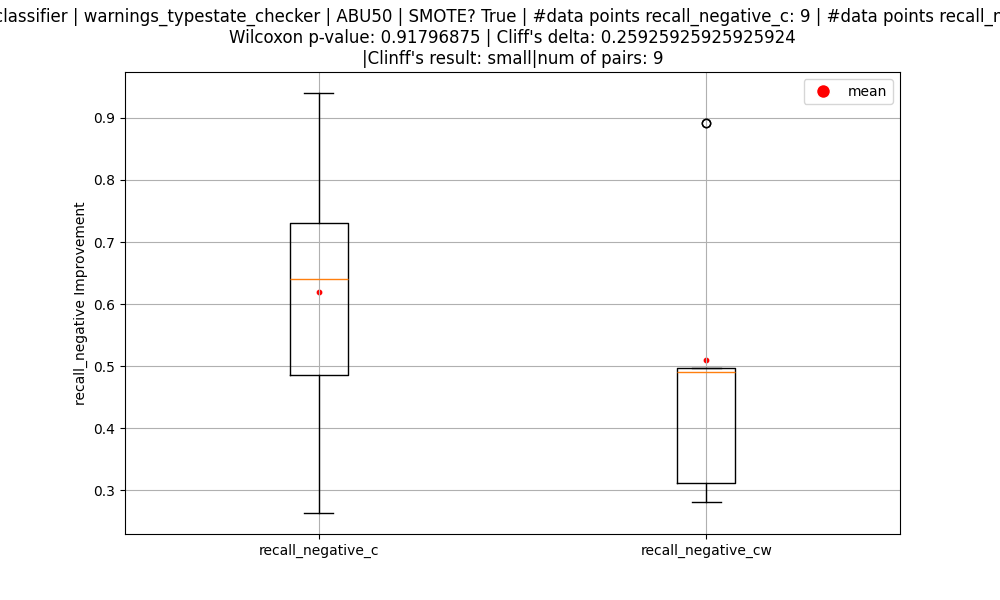 classifier | warnings_typestate_checker | ABU50 | SMOTE? True | #data points recall_negative_c: 9 | #data points
Wilcoxon p-value: 0.91796875 | Cliff's delta: 0.25925925925925924
|Clinff's result: small|num of pairs: 9
mean
0.9
0.8
0.7
0.6
0.5
0.4
0.3
recall_negative Improvement
recall_negative_c
recall_negative_cw